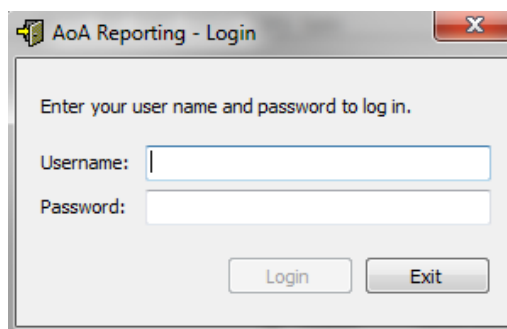 AoA Reporting - Login
Enter your user name and password to log in.
Username:
Password:
Login
Exit